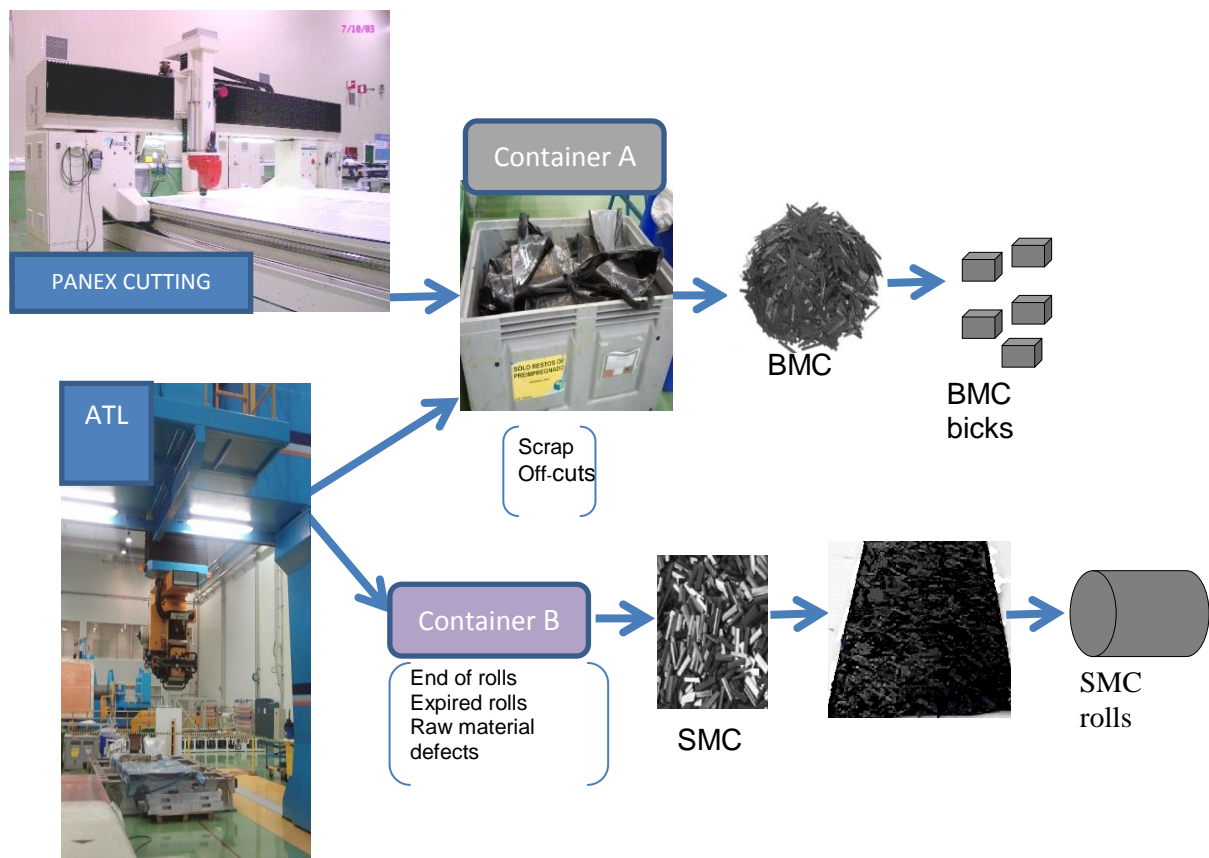 7/10/03
PANEX CUTTING
Container A
SÓLO RESTOS DE
PREIMPREGNADO
BMC
BMC
bicks
Scrap
Off-cuts
ATL
Container B
End of rolls
Expired rolls
Raw material
defects
SMC
SMC
rolls